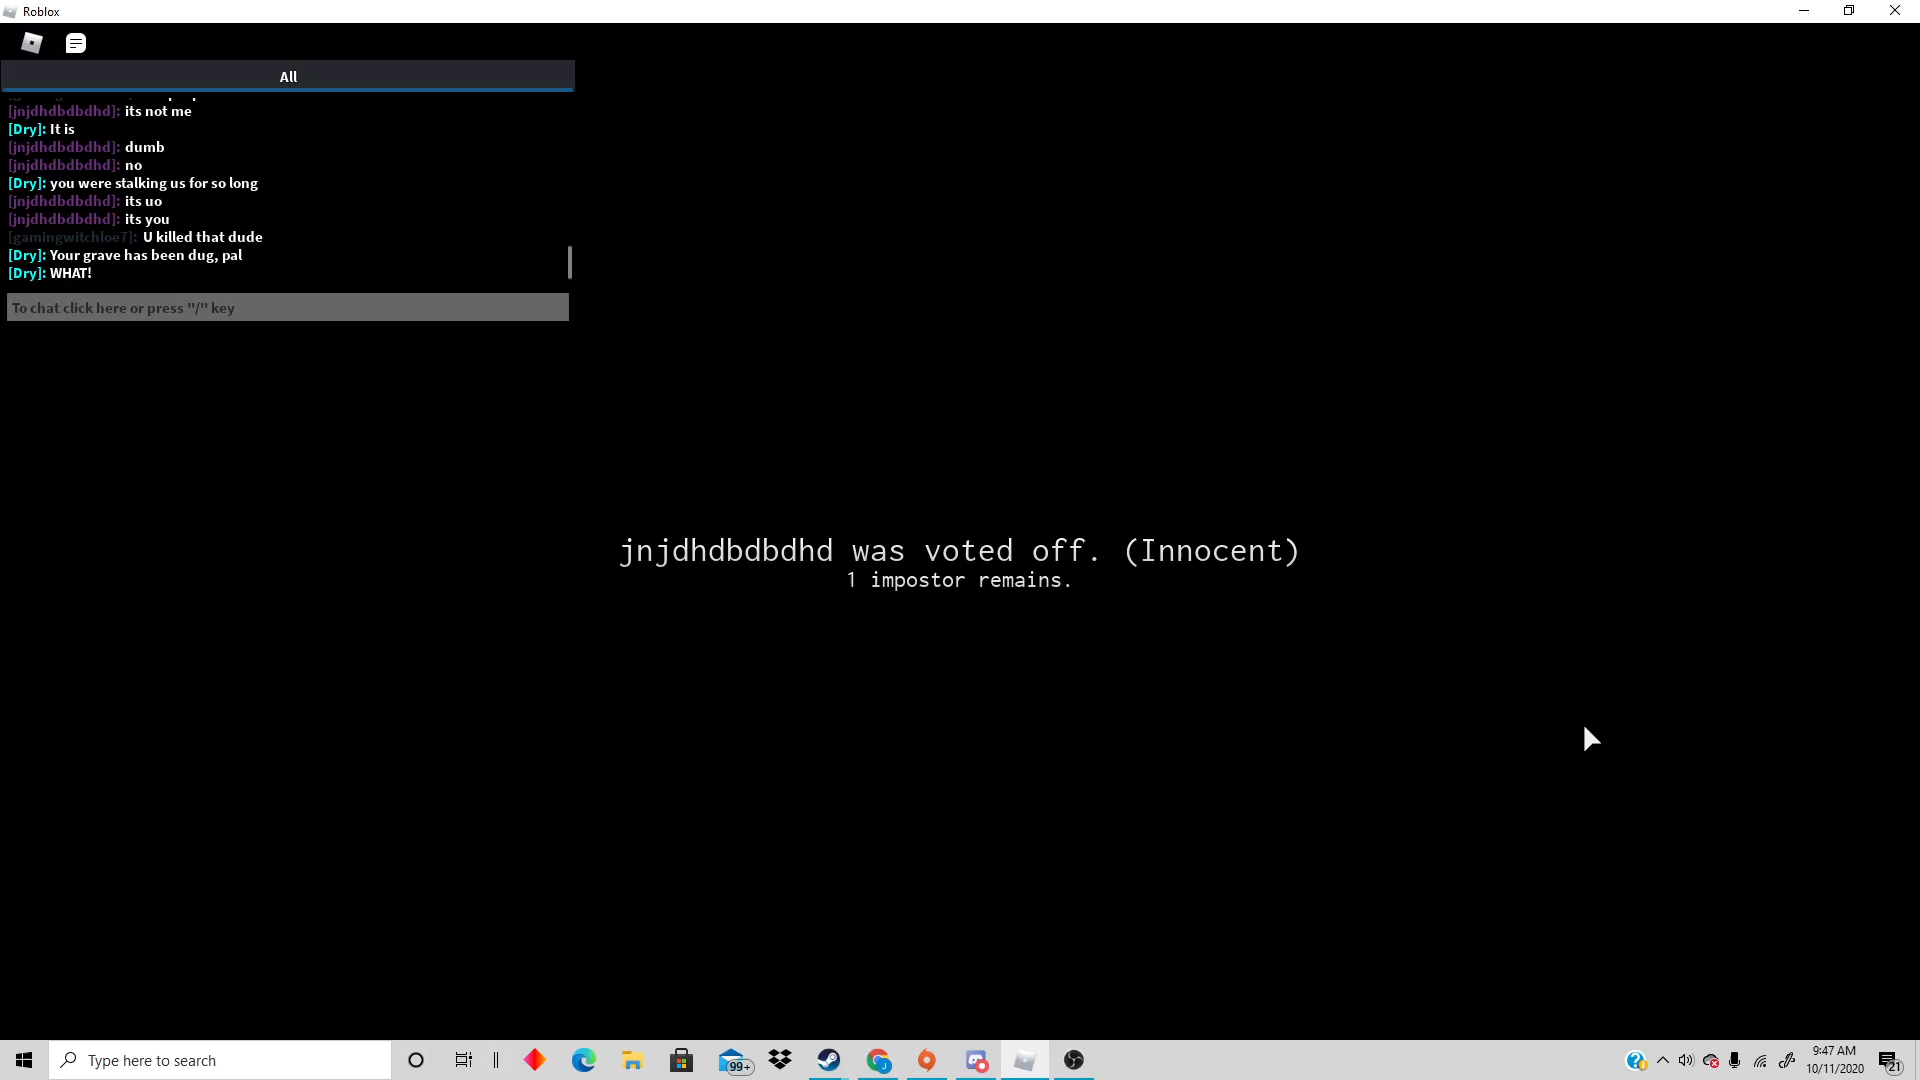 Roblox
All
[jnjdhdbdbdhd]: its not me
[Dry]: It is
[jnjdhdbdbdhd]: dumb
[jnjdhdbdbdhd]: no
[Dry]: you were stalking us for so long
[jnjdhdbdbdhd]: its uo
[jnjdhdbdbdhd]: its you
[gamingwitchloe7]: U killed that dude
[Dry]: Your grave has been dug, pal
[Dry]: WHAT!
To chat click here or press "/" key
jnjdhdbdbdhd was voted off. (Innocent)
1 impostor remains.
Type here to search
99+
J
9:47 AM
10/11/2020
21